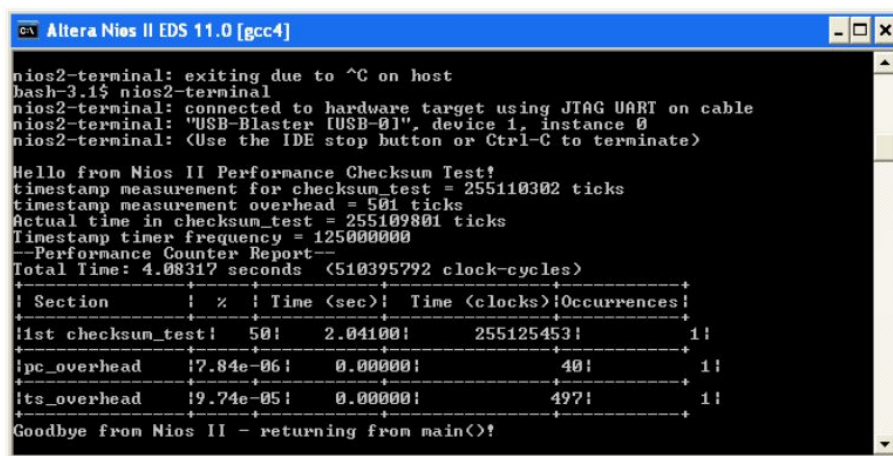 Altera Nios II EDS 11.0 [gcc4]
nios2-terminal: exiting due to ^C on host
bash-3.1$ nios2-terminal
nios2-terminal: connected to hardware target using JTAG UART on cable
nios2-terminal: "USB-Blaster [USB-0]", device 1, instance 0
nios2-terminal: (Use the IDE stop button or Ctrl-C to terminate)
Hello from Nios II Performance Checksum Test!
timestamp measurement for checksum_test = 255110302 ticks
timestamp measurement overhead = 501 ticks
Actual time in checksum_test = 255109801 ticks
Timestamp timer frequency = 125000000
--Performance Counter Report--
Total Time: 4.08317 seconds (510395792 clock-cycles)
+---------------+-----+-----------+---------------+-----------+
| Section | % | Time (sec)| Time (clocks)|Occurrences|
+---------------+-----+-----------+---------------+-----------+
|1st checksum_test| 50| 2.04100| 255125453| 1|
+---------------+-----+-----------+---------------+-----------+
|pc_overhead |7.84e-06| 0.00000| 40| 1|
+---------------+-----+-----------+---------------+-----------+
|ts_overhead |9.74e-05| 0.00000| 497| 1|
+---------------+-----+-----------+---------------+-----------+
Goodbye from Nios II - returning from main()!